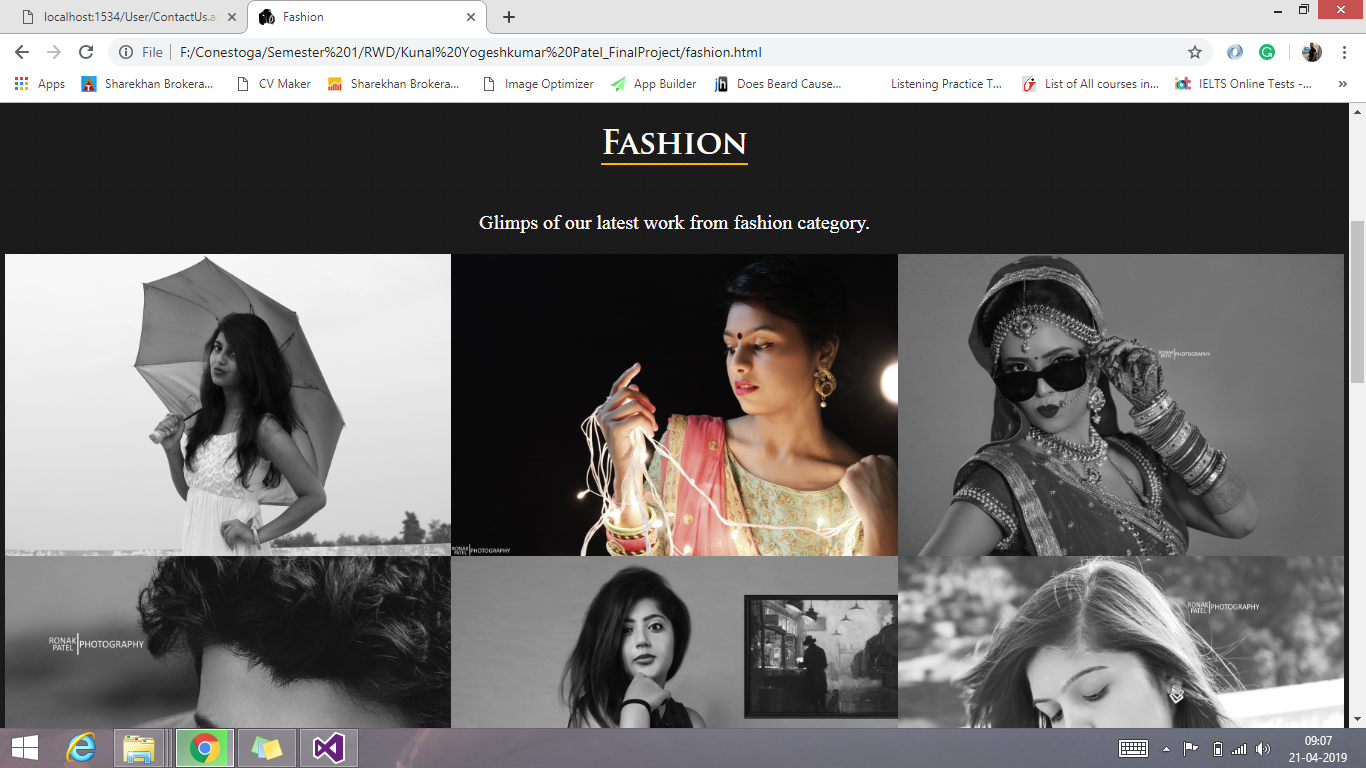 localhost:1534/User/ContactUs.as
Fashion
File
F:/Conestoga/Semester%201/RWD/Kunal%20Yogeshkumar%20Patel_FinalProject/fashion.html
Apps
Sharekhan Brokera...
CV Maker
Sharekhan Brokera...
Image Optimizer
App Builder
Does Beard Cause...
Listening Practice T...
List of All courses in...
IELTS Online Tests -...
Fashion
Glimps of our latest work from fashion category.
RONAK PATEL PHOTOGRAPHY
RONAK PATEL PHOTOGRAPHY
RONAK PATEL PHOTOGRAPHY
RONAK PATEL PHOTOGRAPHY
09:07
21-04-2019